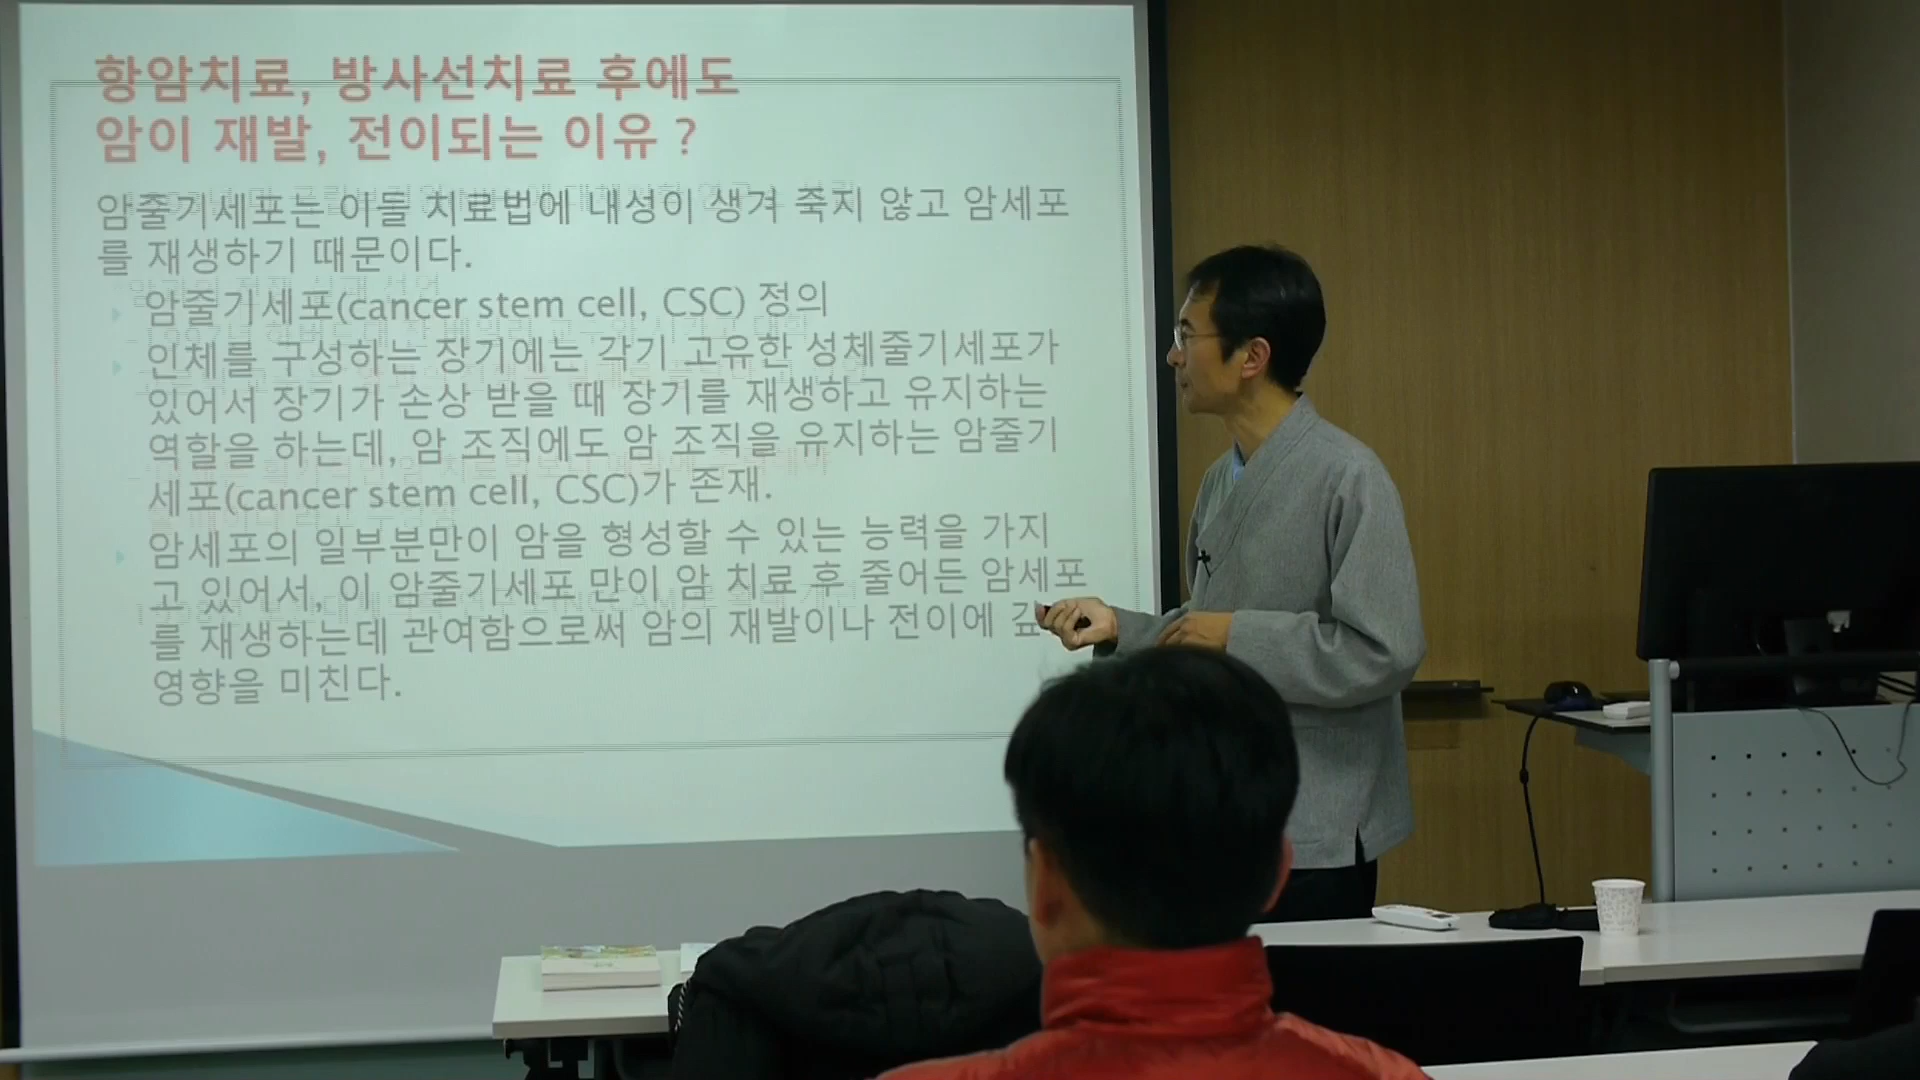 항암치료, 방사선치료 후에도
암이 재발, 전이되는 이유 ?
암줄기세포는 이들 치료법에 내성이 생겨 죽지 않고 암세포
를 재생하기 때문이다.
암줄기세포(cancer stem cell, CSC) 정의
인체를 구성하는 장기에는 각기 고유한 성체줄기세포가
있어서 장기가 손상 받을 때 장기를 재생하고 유지하는
역할을 하는데, 암 조직에도 암 조직을 유지하는 암줄기
세포(cancer stem cell, CSC)가 존재.
암세포의 일부분만이 암을 형성할 수 있는 능력을 가지
고 있어서, 이 암줄기세포 만이 암 치료 후 줄어든 암세포
를 재생하는데 관여함으로써 암의 재발이나 전이에
영향을 미친다.